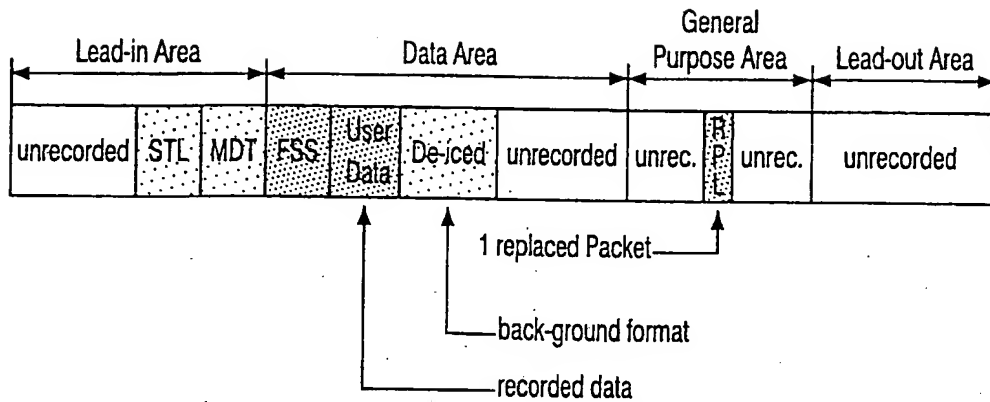 Lead-in Area
Data Area
General
Purpose Area
Lead-out Area
unrecorded
STL
MDT
FSS
User
Data
De-iced
unrecorded
unrec.
RPL
unrec.
unrecorded
1 replaced Packet
back-ground format
recorded data